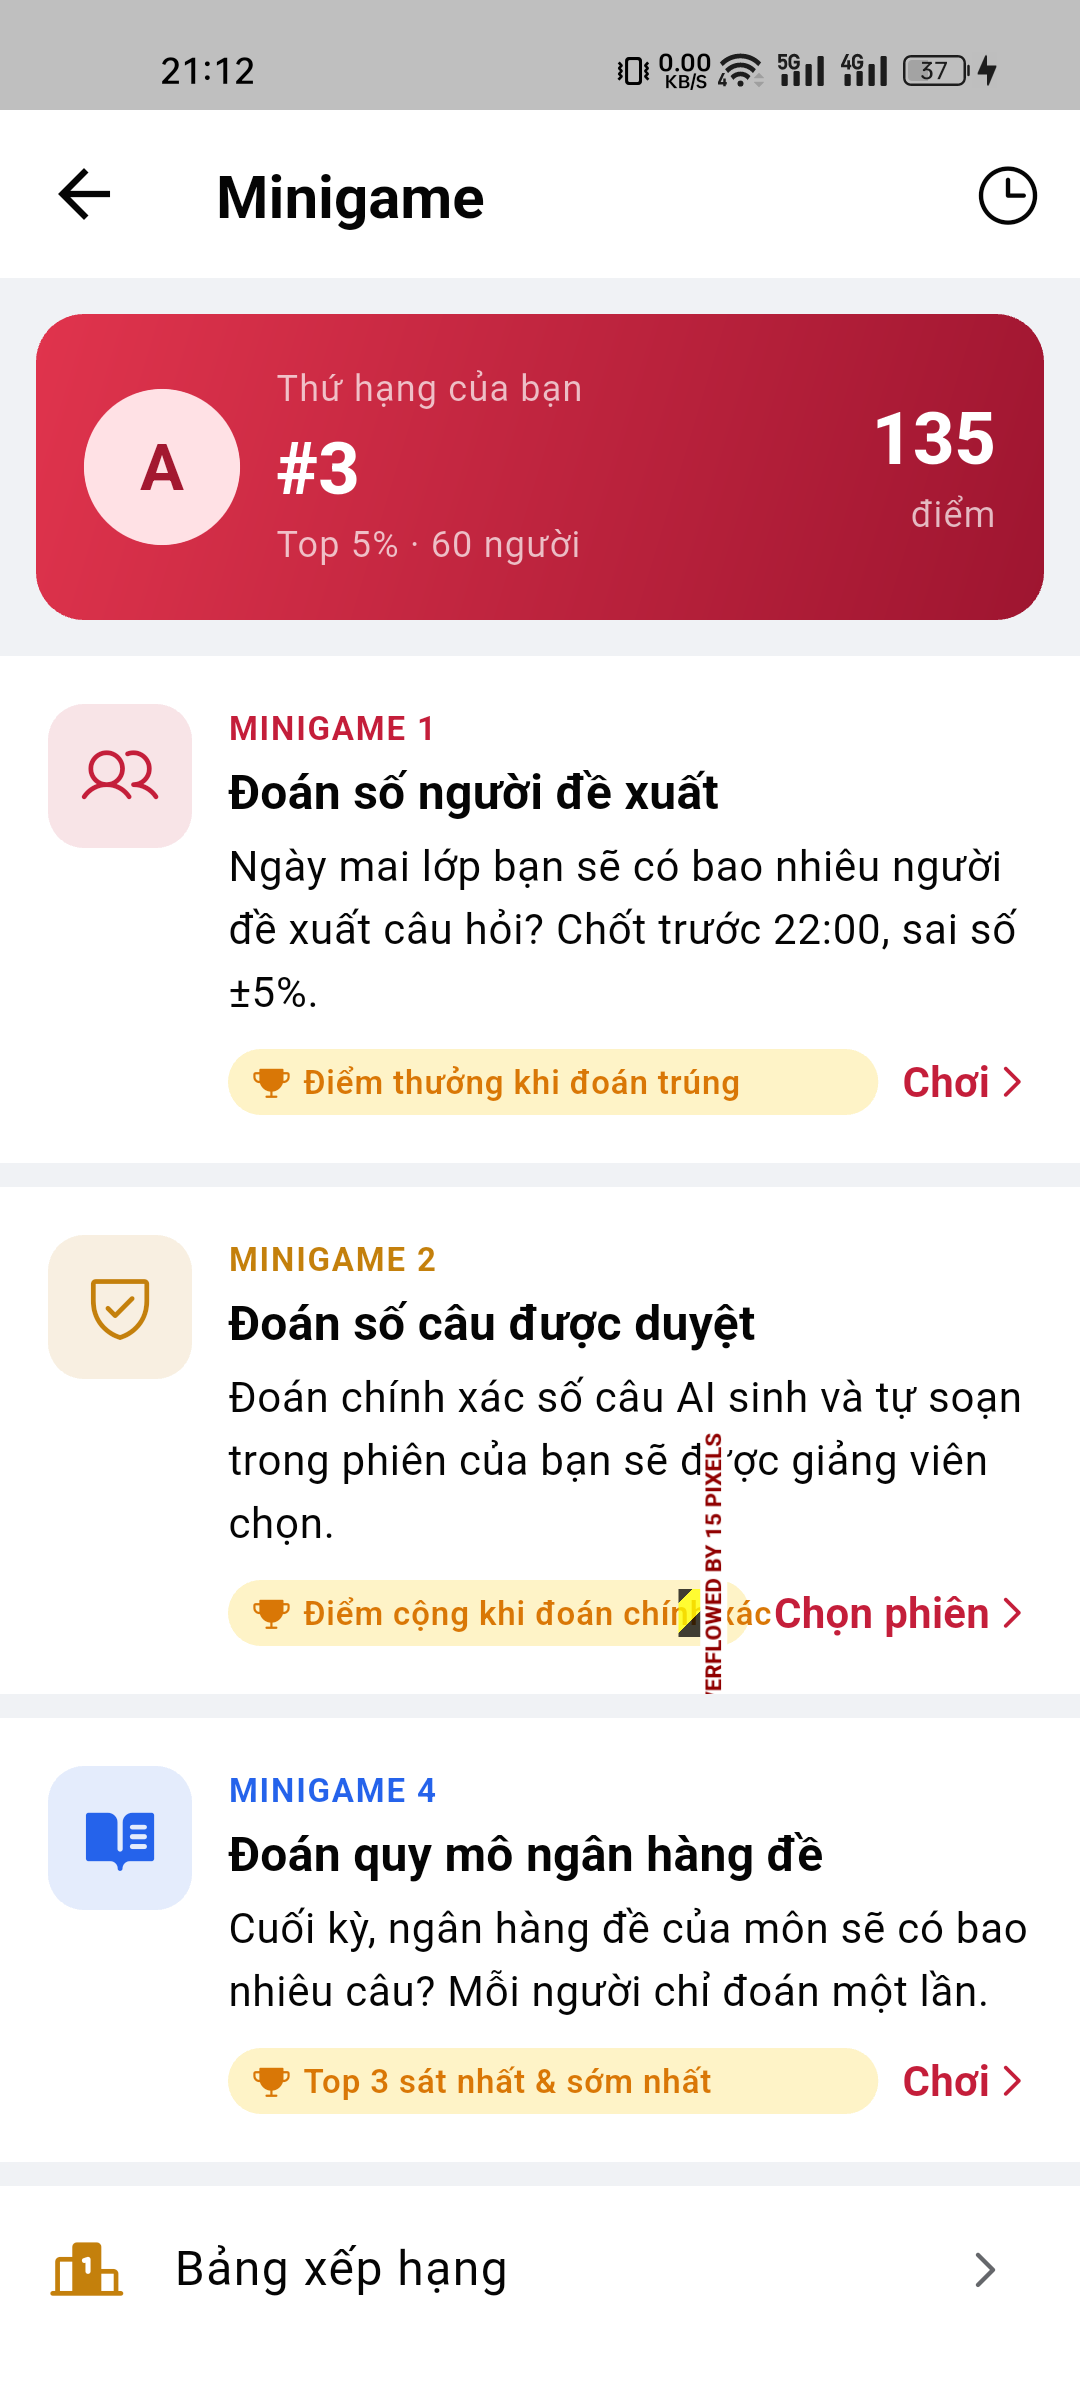 21:12
0.00
KB/S
4
5G
4G
37
Minigame
A
Thứ hạng của bạn
#3
Top 5% · 60 người
135
điểm
MINIGAME 1
Đoán số người đề xuất
Ngày mai lớp bạn sẽ có bao nhiêu người
đề xuất câu hỏi? Chốt trước 22:00, sai số
±5%.
Điểm thưởng khi đoán trúng
Chơi
MINIGAME 2
Đoán số câu được duyệt
Đoán chính xác số câu AI sinh và tự soạn
trong phiên của bạn sẽ được giảng viên
chọn.
Điểm cộng khi đoán chính xác
Chọn phiên
BY 15 PIXELS
MINIGAME 4
Đoán quy mô ngân hàng đề
Cuối kỳ, ngân hàng đề của môn sẽ có bao
nhiêu câu? Mỗi người chỉ đoán một lần.
Top 3 sát nhất & sớm nhất
Chơi
1
Bảng xếp hạng